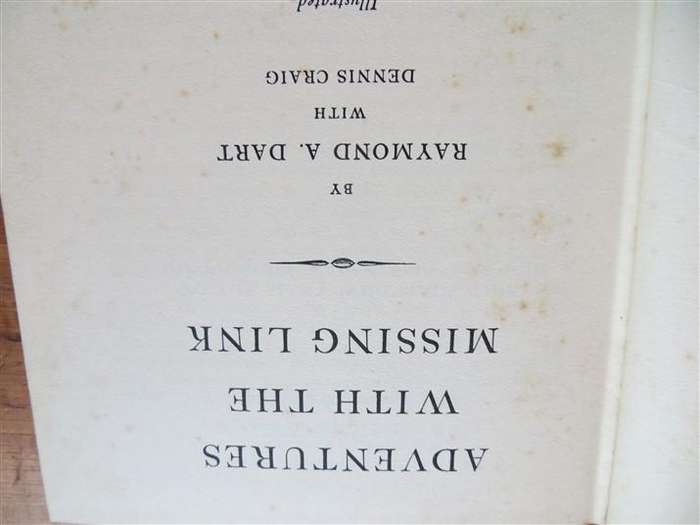 ADVENTURES
WITH THE
MISSING LINK
BY
RAYMOND A. DART
WITH
DENNIS CRAIG
Illustrated